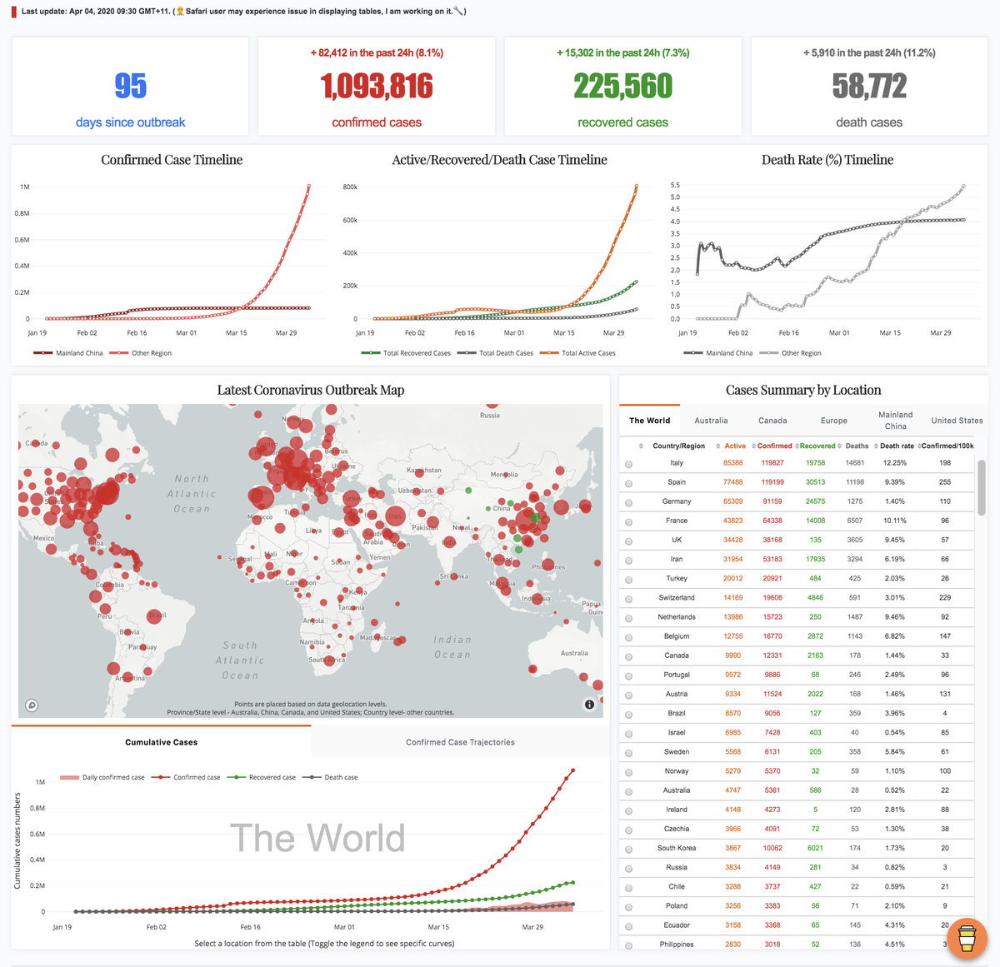 Last update: Apr 04, 2020 09:30 GMT+11. (👷Safari user may experience issue in displaying tables, I am working on it.🔧)
95
days since outbreak
+ 82,412 in the past 24h (8.1%)
1,093,816
confirmed cases
+ 15,302 in the past 24h (7.3%)
225,560
recovered cases
+ 5,910 in the past 24h (11.2%)
58,772
death cases
Confirmed Case Timeline
1M
0.8M
0.6M
0.4M
0.2M
0
Jan 19 Feb 02 Feb 16 Mar 01 Mar 15 Mar 29
Mainland China Other Region
Active/Recovered/Death Case Timeline
800k
600k
400k
200k
0
Jan 19 Feb 02 Feb 16 Mar 01 Mar 15 Mar 29
Total Recovered Cases Total Death Cases Total Active Cases
Death Rate (%) Timeline
5.5
5.0
4.5
4.0
3.5
3.0
2.5
2.0
1.5
1.0
0.5
0.0
Jan 19 Feb 02 Feb 16 Mar 01 Mar 15 Mar 29
Mainland China Other Region
Latest Coronavirus Outbreak Map
Russia
Norway
Canada
United
Kingdom
Belarus
Ukraine
France
Kazakhstan
Mongolia
North
Atlantic
Ocean
United
States
Spain
Turkey
Uzbekistan
China
Japan
Morocco
Tunisia
Iraq
Iran
Pakistan
Nepal
Mexico
Cuba
Libya
Egypt
Saudi
Arabia
Oman
India
Senegal
Mali
Niger
Sudan
Yemen
Thailand
Philippines
Colombia
Cameroon
Kenya
Sri Lanka
Malaysia
Indonesia
Papua
Guin
Peru
Brazil
Tanzania
Angola
Bolivia
Paraguay
Namibia
Madagascar
South
Atlantic
Ocean
Indian
Ocean
Australia
South Africa
Argentina
Points are placed based on data geolocation levels.
Province/State level - Australia, China, Canada, and United States; Country level- other countries.
Cumulative Cases Confirmed Case Trajectories
Daily confirmed case Confirmed case Recovered case Death case
Cumulative cases numbers
1M
0.8M
0.6M
0.4M
0.2M
0
The World
Jan 19 Feb 02 Feb 16 Mar 01 Mar 15 Mar 29
Select a location from the table (Toggle the legend to see specific curves)
Cases Summary by Location
The World Australia Canada Europe Mainland China United States
Country/Region Active Confirmed Recovered Deaths Death rate Confirmed/100k
Italy 85388 119827 19758 14681 12.25% 198
Spain 77488 119199 30513 11198 9.39% 255
Germany 65309 91159 24575 1275 1.40% 110
France 43823 64338 14008 6507 10.11% 96
UK 34428 38168 135 3605 9.45% 57
Iran 31954 53183 17935 3294 6.19% 66
Turkey 20012 20921 484 425 2.03% 26
Switzerland 14169 19606 4846 591 3.01% 229
Netherlands 13986 15723 250 1487 9.46% 92
Belgium 12755 16770 2872 1143 6.82% 147
Canada 9990 12331 2163 178 1.44% 33
Portugal 9572 9886 68 246 2.49% 96
Austria 9334 11524 2022 168 1.46% 131
Brazil 8570 9056 127 359 3.96% 4
Israel 6985 7428 403 40 0.54% 85
Sweden 5568 6131 205 358 5.84% 61
Norway 5279 5370 32 59 1.10% 100
Australia 4747 5361 586 28 0.52% 22
Ireland 4148 4273 5 120 2.81% 88
Czechia 3966 4091 72 53 1.30% 38
South Korea 3867 10062 6021 174 1.73% 20
Russia 3834 4149 281 34 0.82% 3
Chile 3288 3737 427 22 0.59% 21
Poland 3256 3383 56 71 2.10% 9
Ecuador 3158 3368 65 145 4.31% 20
Philippines 2830 3018 52 136 4.51% 3